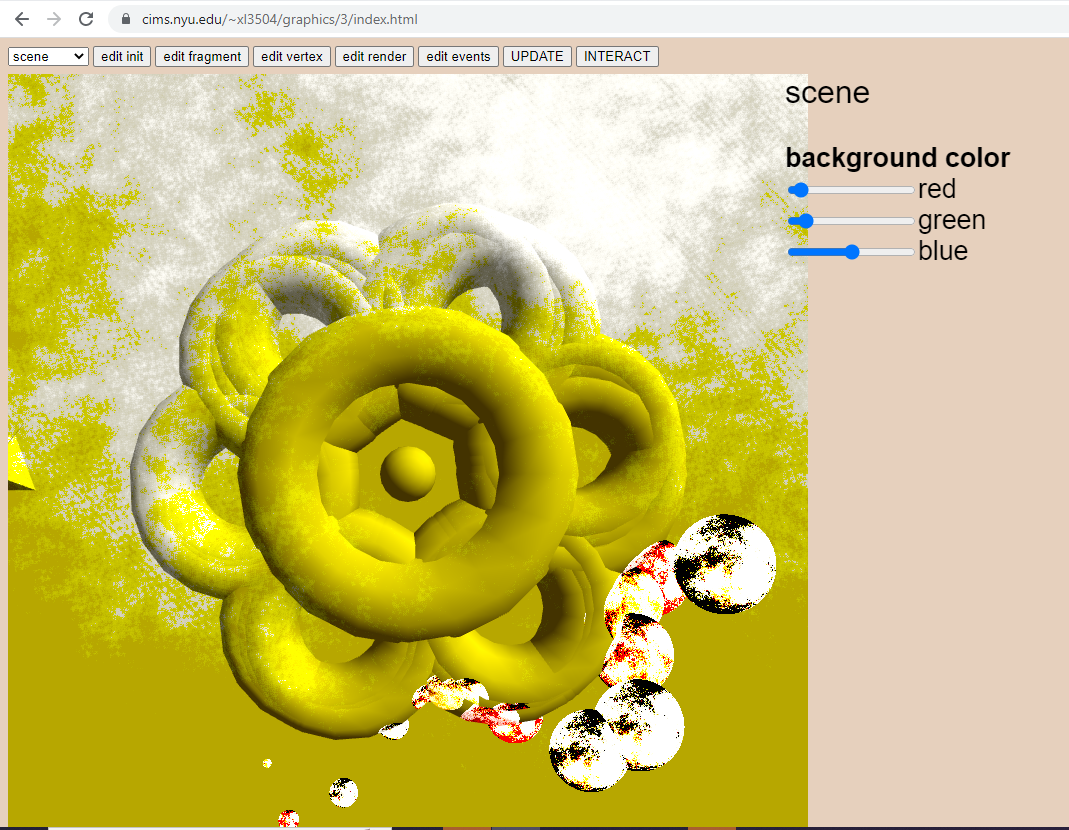 cims.nyu.edu/~xl3504/graphics/3/index.html
scene edit init edit fragment edit vertex edit render edit events UPDATE INTERACT
scene
background color
red
green
blue